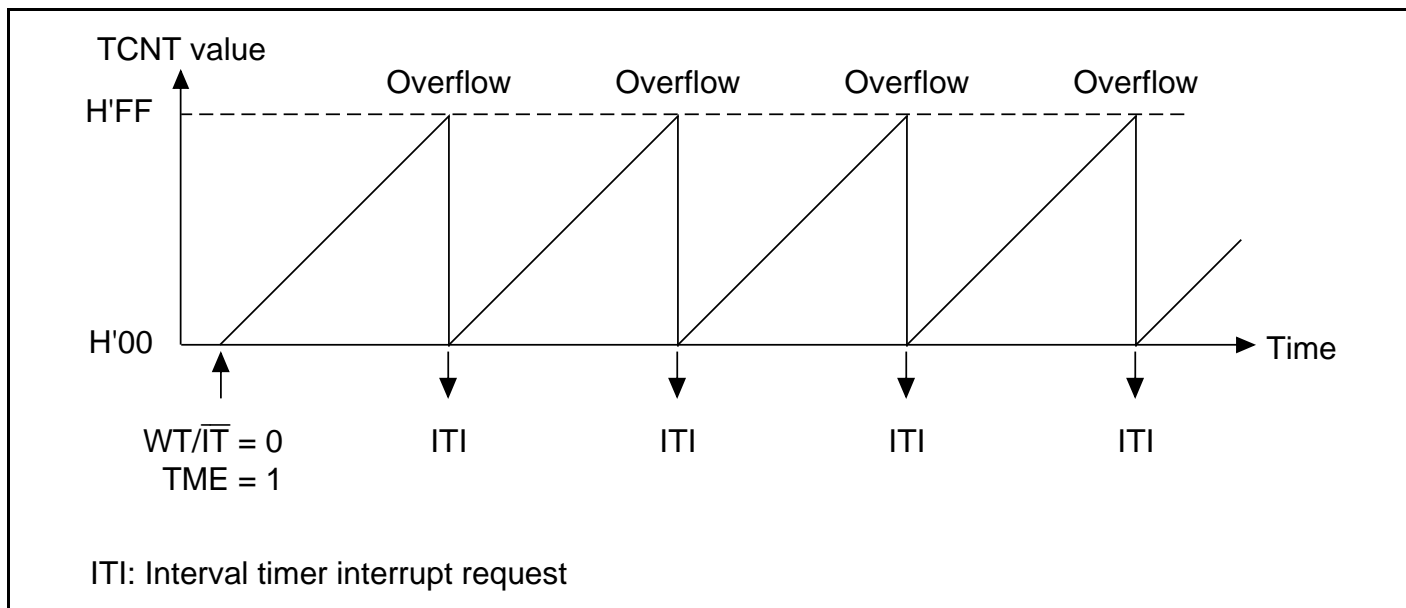 TCNT value
Overflow Overflow Overflow Overflow
H'FF
H'00
Time
WT/I̅T̅ = 0
TME = 1
ITI ITI ITI ITI
ITI: Interval timer interrupt request